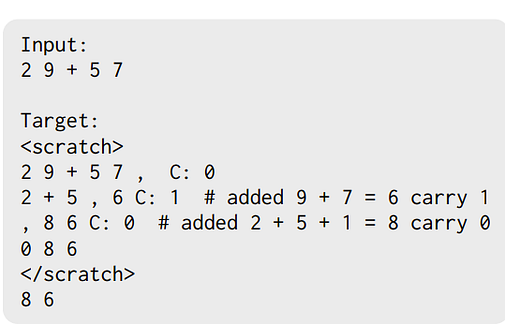 Input:
2 9 + 5 7
Target:
<scratch>
2 9 + 5 7 ,  C: 0
2 + 5 , 6 C: 1  # added 9 + 7 = 6 carry 1
, 8 6 C: 0  # added 2 + 5 + 1 = 8 carry 0
0 8 6
</scratch>
8 6